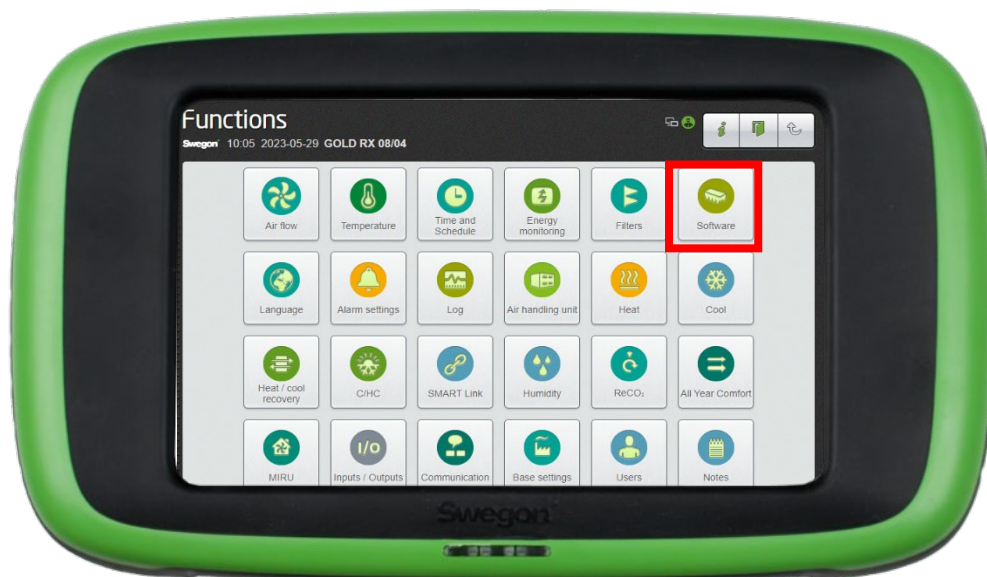 Functions
Swegon 10:05 2023-05-29 GOLD RX 08/04
i
Air flow
Temperature
Time and
Schedule
Energy
monitoring
Filters
Software
Language
Alarm settings
Log
Air handling unit
Heat
Cool
Heat / cool
recovery
C/HC
SMART Link
Humidity
ReCO₂
All Year Comfort
I/O
MIRU
Inputs / Outputs
Communication
Base settings
Users
Notes
Swegon